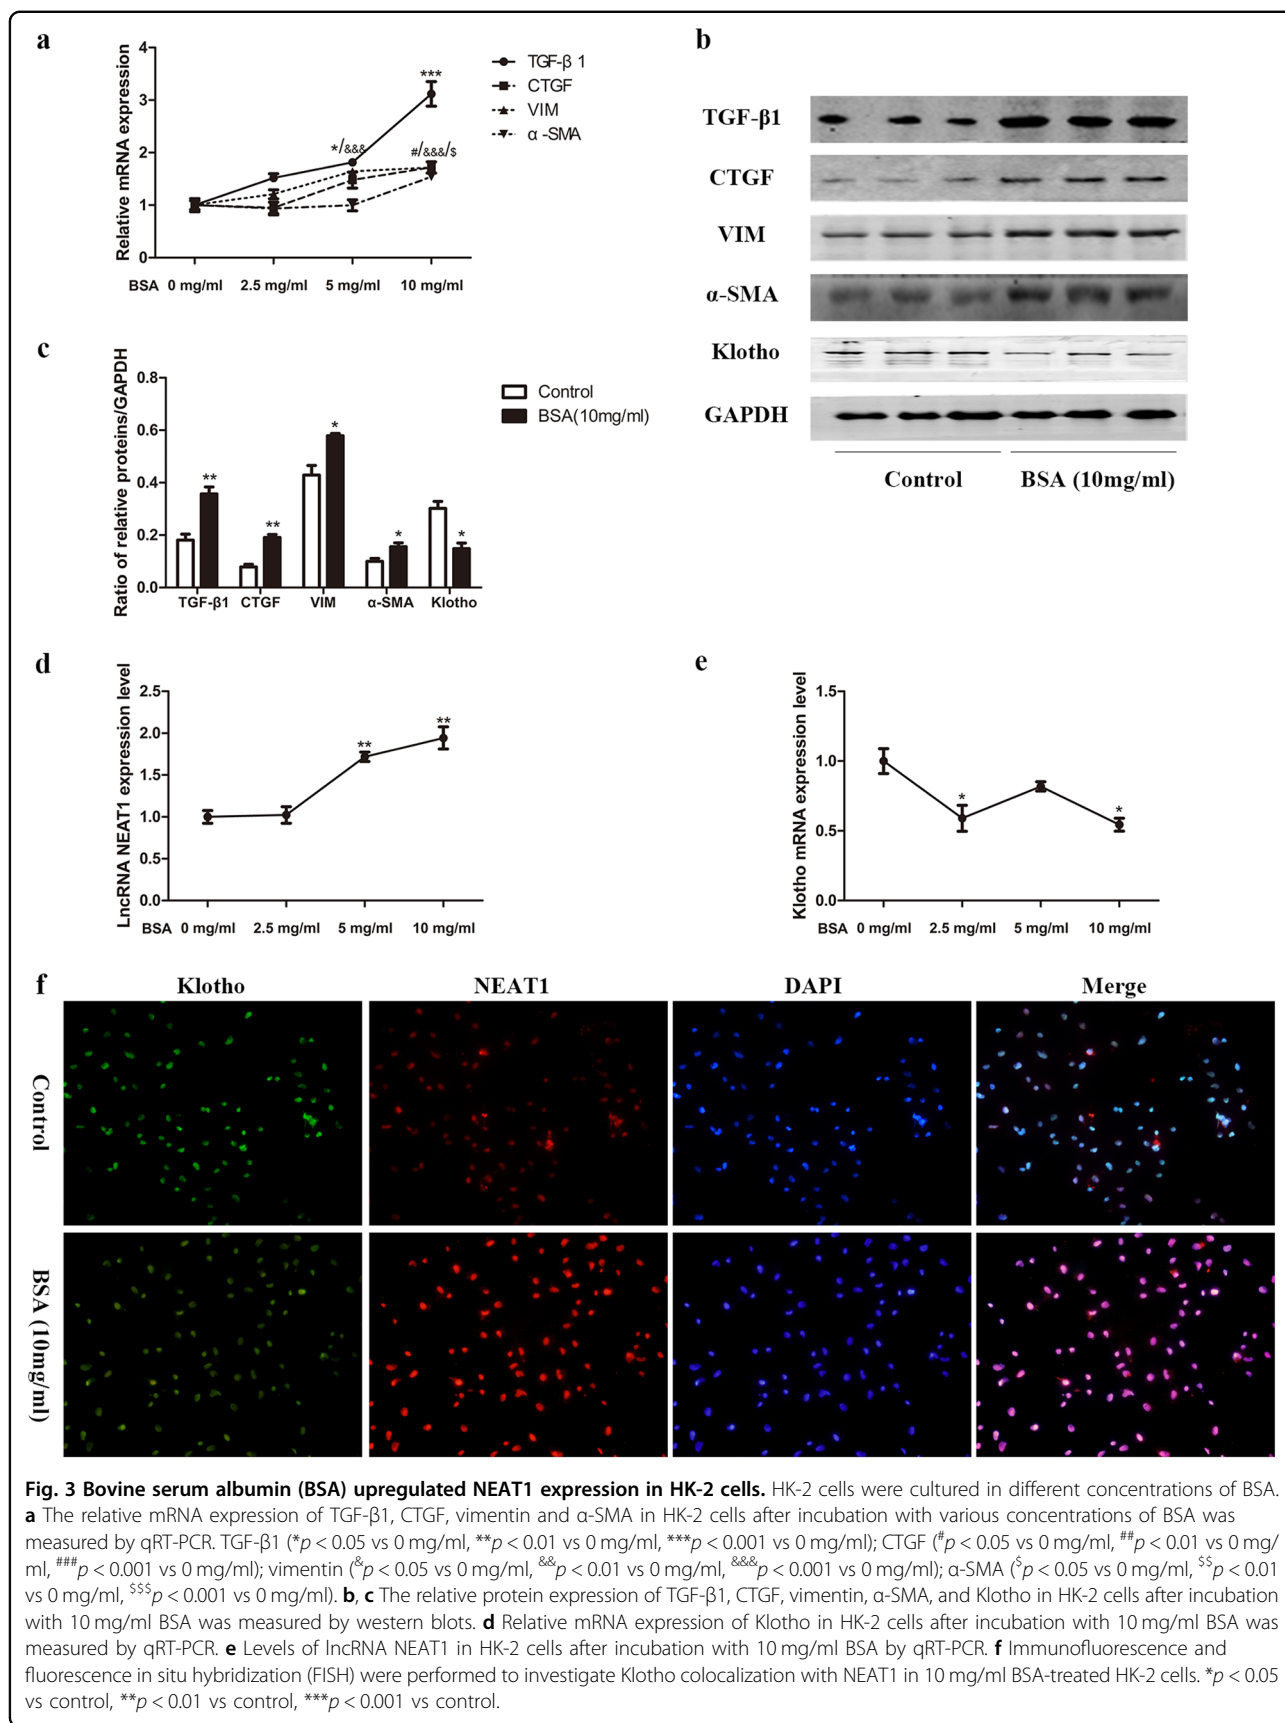 a
Relative mRNA expression
4
3
2
1
0
***
*/&&&
#/&&&/$
TGF-β 1
CTGF
VIM
α -SMA
BSA 0 mg/ml 2.5 mg/ml 5 mg/ml 10 mg/ml
b
TGF-β1
CTGF
VIM
α-SMA
Klotho
GAPDH
Control BSA (10mg/ml)
c
Ratio of relative proteins/GAPDH
0.8
0.6
0.4
0.2
0.0
**
**
*
*
*
Control
BSA(10mg/ml)
TGF-β1 CTGF VIM α-SMA Klotho
d
LncRNA NEAT1 expression level
2.5
2.0
1.5
1.0
0.5
0.0
**
**
BSA 0 mg/ml 2.5 mg/ml 5 mg/ml 10 mg/ml
e
Klotho mRNA expression level
1.5
1.0
0.5
0.0
*
*
BSA 0 mg/ml 2.5 mg/ml 5 mg/ml 10 mg/ml
f
Klotho NEAT1 DAPI Merge
Control
BSA (10mg/ml)
Fig. 3 Bovine serum albumin (BSA) upregulated NEAT1 expression in HK-2 cells. HK-2 cells were cultured in different concentrations of BSA.
a The relative mRNA expression of TGF-β1, CTGF, vimentin and α-SMA in HK-2 cells after incubation with various concentrations of BSA was
measured by qRT-PCR. TGF-β1 (*p < 0.05 vs 0 mg/ml, **p < 0.01 vs 0 mg/ml, ***p < 0.001 vs 0 mg/ml); CTGF (#p < 0.05 vs 0 mg/ml, ##p < 0.01 vs 0 mg/
ml, ###p < 0.001 vs 0 mg/ml); vimentin (&p < 0.05 vs 0 mg/ml, &&p < 0.01 vs 0 mg/ml, &&&p < 0.001 vs 0 mg/ml); α-SMA ($p < 0.05 vs 0 mg/ml, $$p < 0.01
vs 0 mg/ml, $$$p < 0.001 vs 0 mg/ml). b, c The relative protein expression of TGF-β1, CTGF, vimentin, α-SMA, and Klotho in HK-2 cells after incubation
with 10 mg/ml BSA was measured by western blots. d Relative mRNA expression of Klotho in HK-2 cells after incubation with 10 mg/ml BSA was
measured by qRT-PCR. e Levels of lncRNA NEAT1 in HK-2 cells after incubation with 10 mg/ml BSA by qRT-PCR. f Immunofluorescence and
fluorescence in situ hybridization (FISH) were performed to investigate Klotho colocalization with NEAT1 in 10 mg/ml BSA-treated HK-2 cells. *p < 0.05
vs control, **p < 0.01 vs control, ***p < 0.001 vs control.